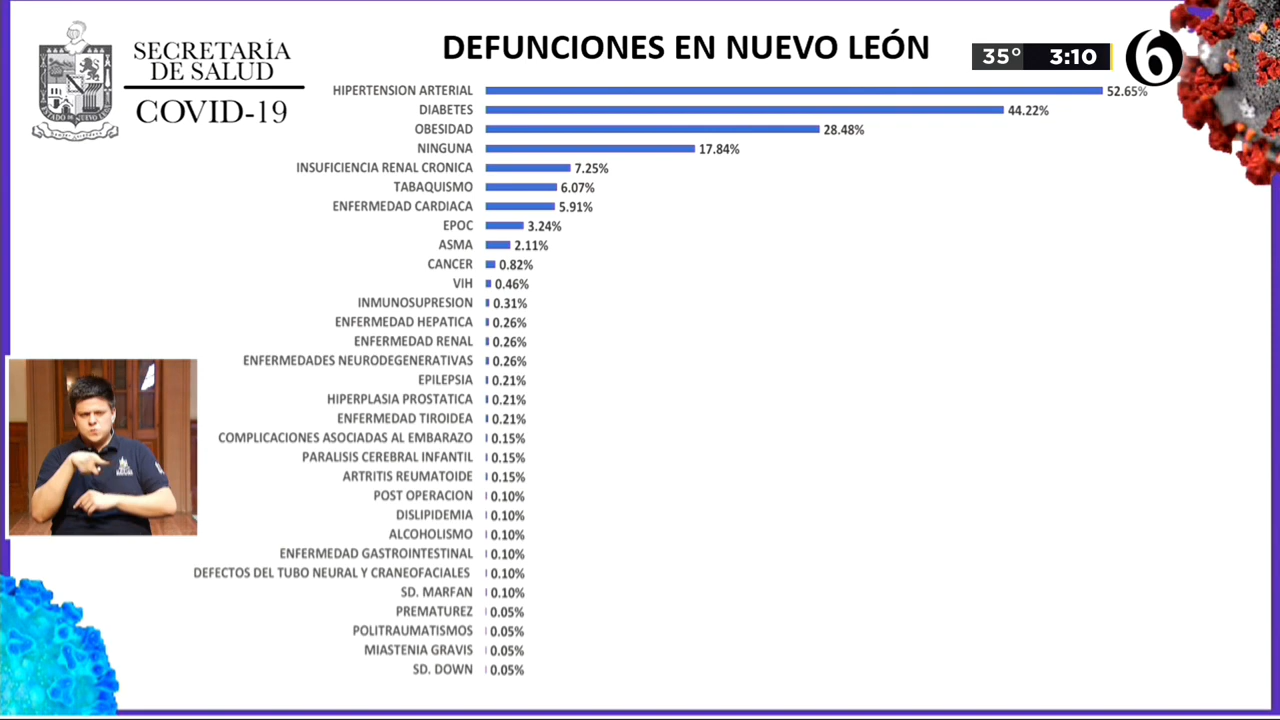 SECRETARÍA
DE SALUD
COVID-19
DEFUNCIONES EN NUEVO LEÓN
35° 3:10 6
HIPERTENSION ARTERIAL 52.65%
DIABETES 44.22%
OBESIDAD 28.48%
NINGUNA 17.84%
INSUFICIENCIA RENAL CRONICA 7.25%
TABAQUISMO 6.07%
ENFERMEDAD CARDIACA 5.91%
EPOC 3.24%
ASMA 2.11%
CANCER 0.82%
VIH 0.46%
INMUNOSUPRESION 0.31%
ENFERMEDAD HEPATICA 0.26%
ENFERMEDAD RENAL 0.26%
ENFERMEDADES NEURODEGENERATIVAS 0.26%
EPILEPSIA 0.21%
HIPERPLASIA PROSTATICA 0.21%
ENFERMEDAD TIROIDEA 0.21%
COMPLICACIONES ASOCIADAS AL EMBARAZO 0.15%
PARALISIS CEREBRAL INFANTIL 0.15%
ARTRITIS REUMATOIDE 0.15%
POST OPERACION 0.10%
DISLIPIDEMIA 0.10%
ALCOHOLISMO 0.10%
ENFERMEDAD GASTROINTESTINAL 0.10%
DEFECTOS DEL TUBO NEURAL Y CRANEOFACIALES 0.10%
SD. MARFAN 0.10%
PREMATUREZ 0.05%
POLITRAUMATISMOS 0.05%
MIASTENIA GRAVIS 0.05%
SD. DOWN 0.05%